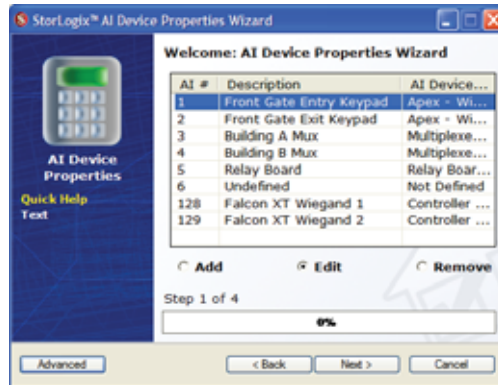 StorLogix™ AI Device Properties Wizard
Welcome: AI Device Properties Wizard
AI # Description AI Device...
1 Front Gate Entry Keypad Apex - Wi...
2 Front Gate Exit Keypad Apex - Wi...
3 Building A Mux Multiplexe...
4 Building B Mux Multiplexe...
5 Relay Board Relay Boar...
6 Undefined Not Defined
128 Falcon XT Wiegand 1 Controller ...
129 Falcon XT Wiegand 2 Controller ...
AI Device
Properties
Quick Help
Text
Add Edit Remove
Step 1 of 4
0%
Advanced < Back Next > Cancel